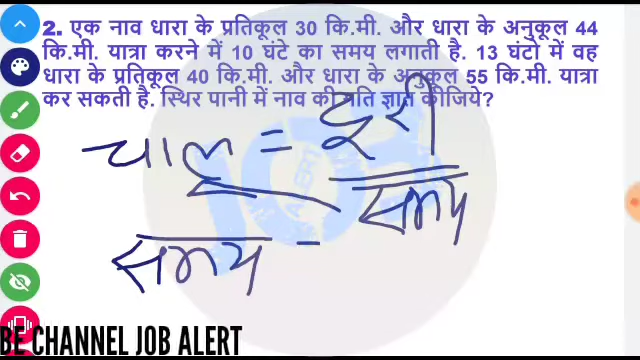 2. एक नाव धारा के प्रतिकूल 30 कि.मी. और धारा के अनुकूल 44
कि.मी. यात्रा करने में 10 घंटे का समय लगाती है. 13 घंटो में वह
धारा के प्रतिकूल 40 कि.मी. और धारा के अनुकूल 55 कि.मी. यात्रा
कर सकती है. स्थिर पानी में नाव की गति ज्ञात कीजिये?
चाल = दूरी
समय
समय =
BE CHANNEL JOB ALERT